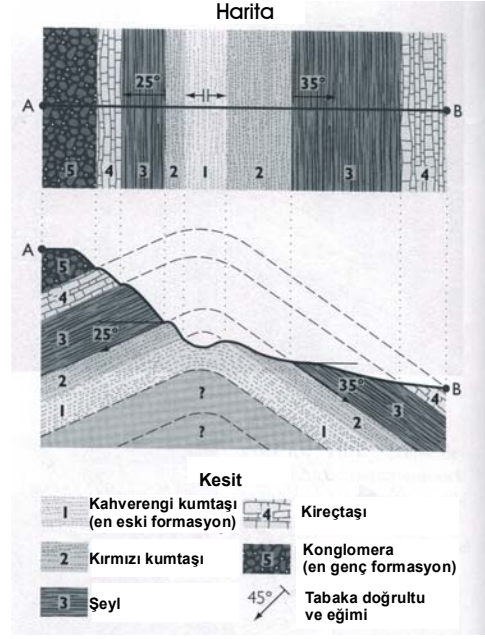 Harita
25°
35°
A
B
5
4
3
2
1
2
3
4
A
5
4
3
25°
2
1
?
?
35°
B
4
3
2
1
Kesit
1 Kahverengi kumtaşı
(en eski formasyon)
4 Kireçtaşı
2 Kırmızı kumtaşı
5 Konglomera
(en genç formasyon)
3 Şeyl
45° Tabaka doğrultu
ve eğimi